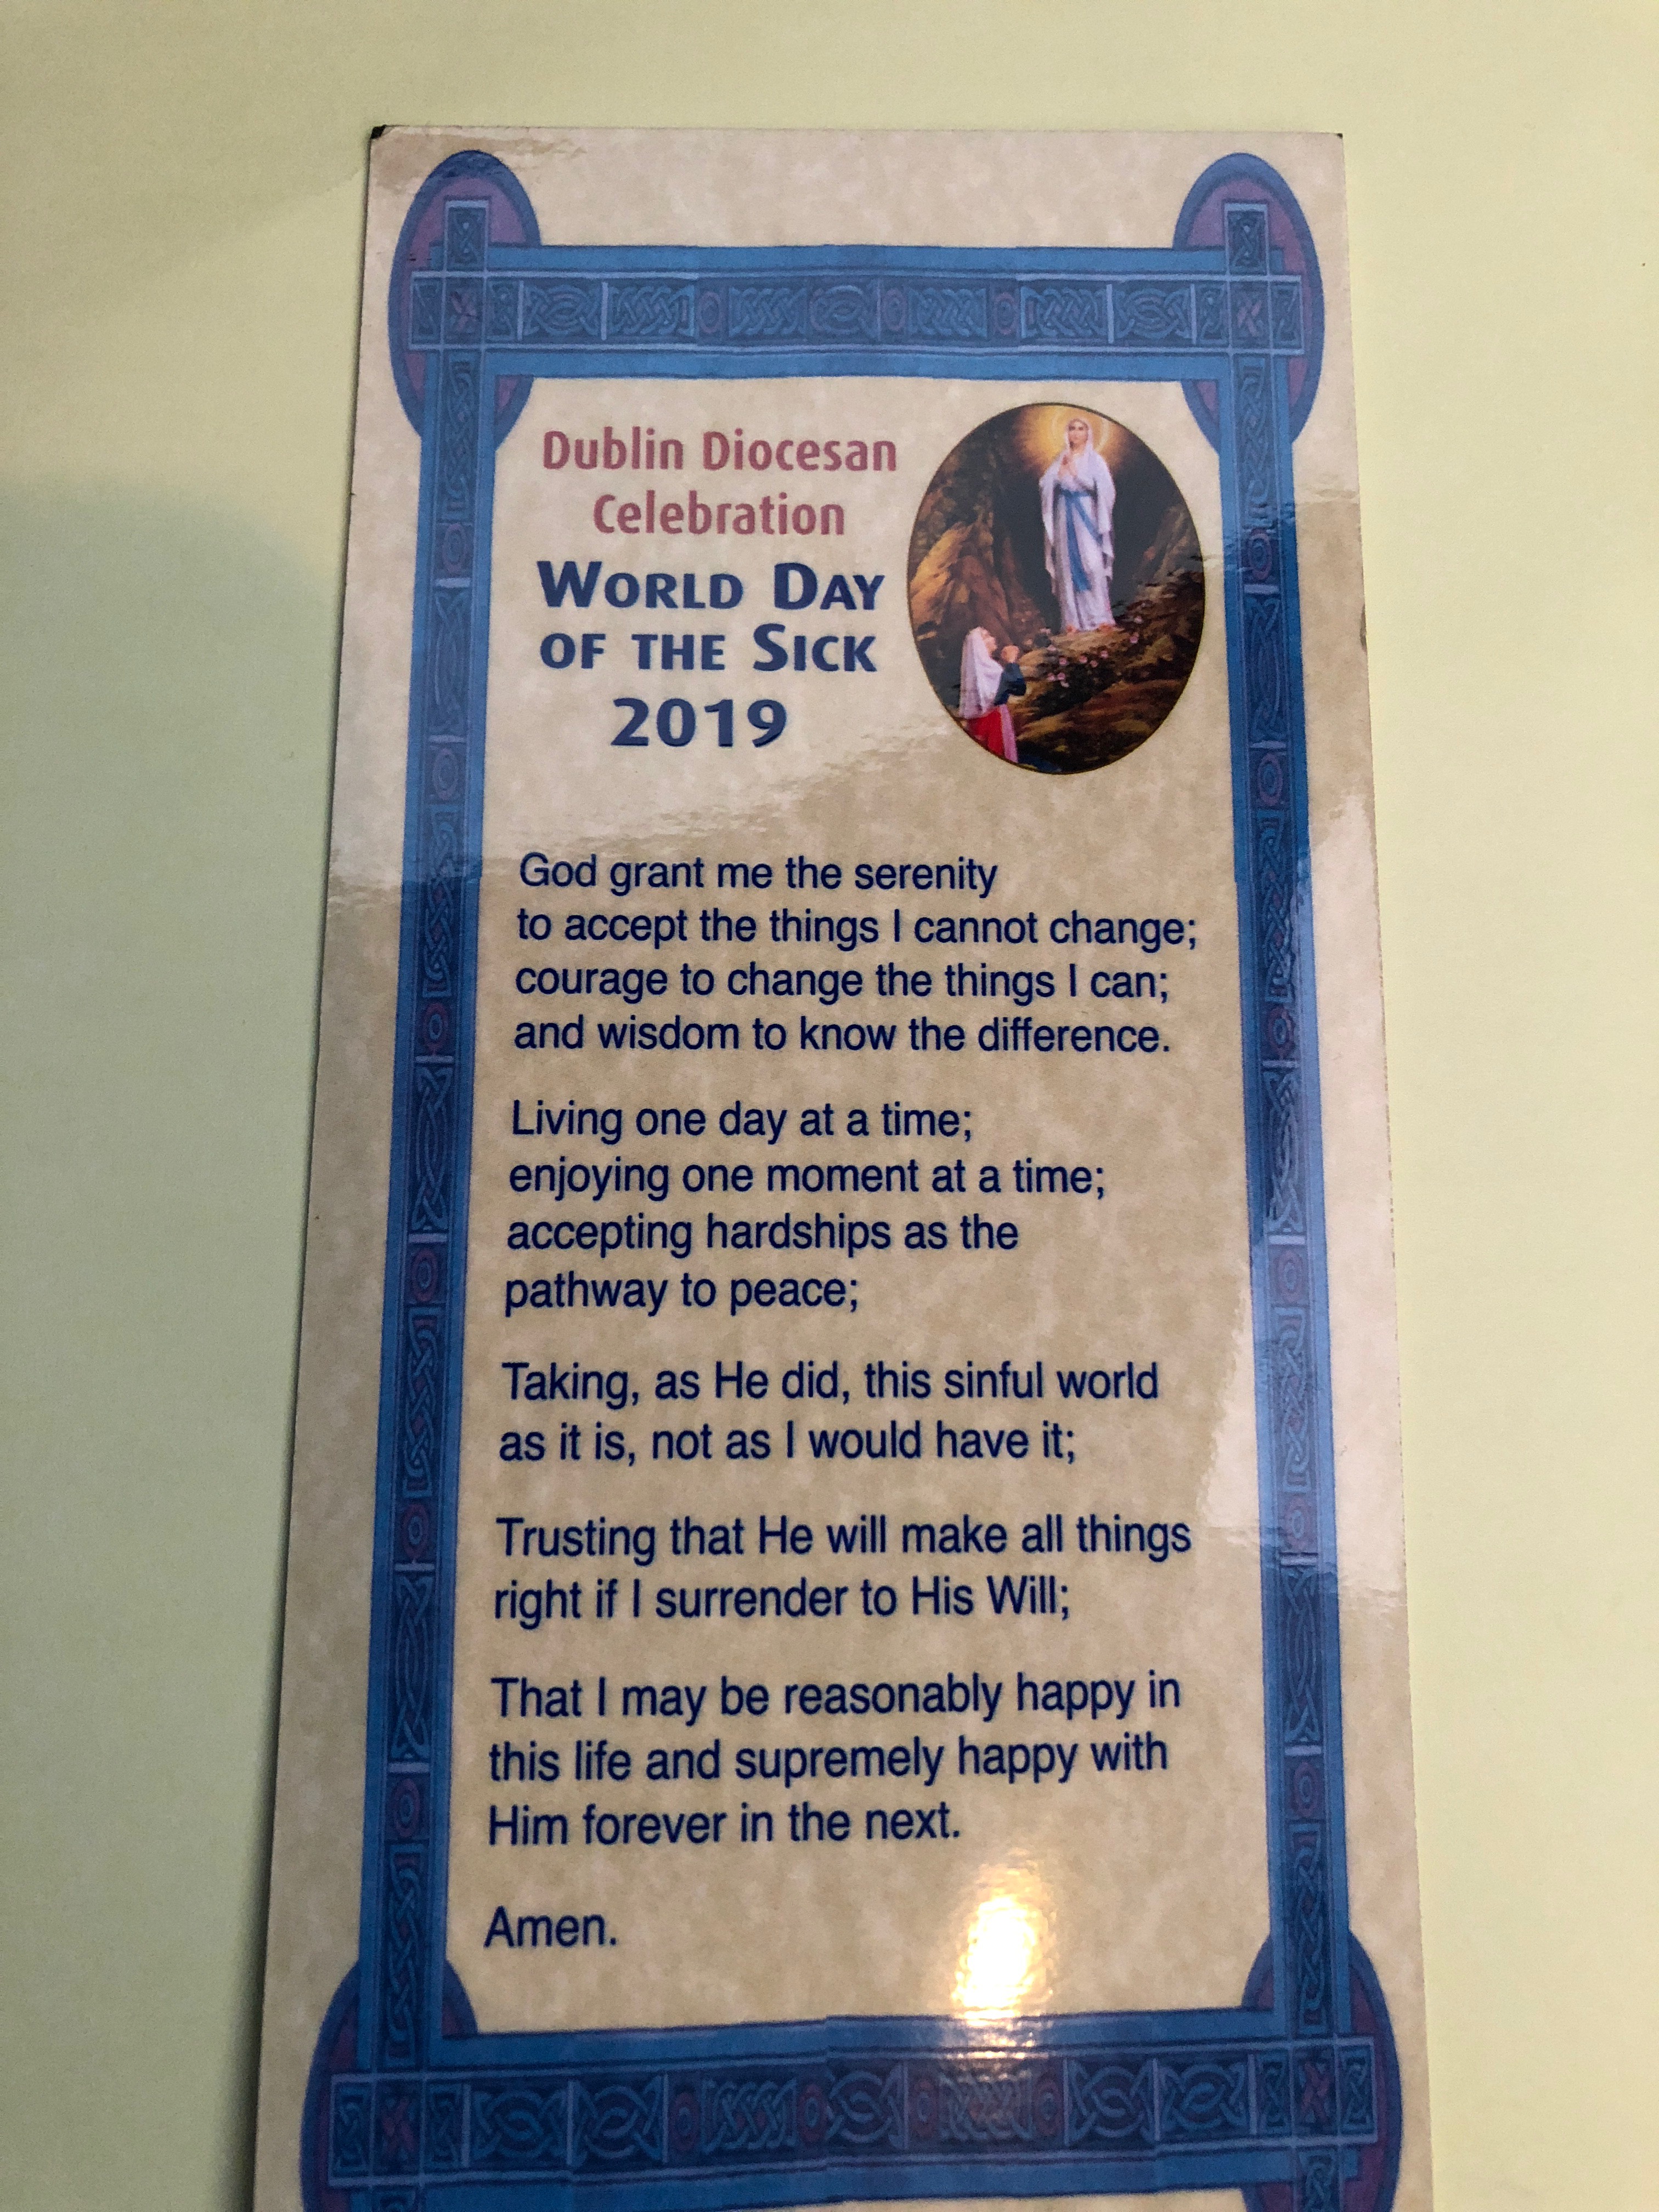 Dublin Diocesan
Celebration
WORLD DAY
OF THE SICK
2019
God grant me the serenity
to accept the things I cannot change;
courage to change the things I can;
and wisdom to know the difference.
Living one day at a time;
enjoying one moment at a time;
accepting hardships as the
pathway to peace;
Taking, as He did, this sinful world
as it is, not as I would have it;
Trusting that He will make all things
right if I surrender to His Will;
That I may be reasonably happy in
this life and supremely happy with
Him forever in the next.
Amen.